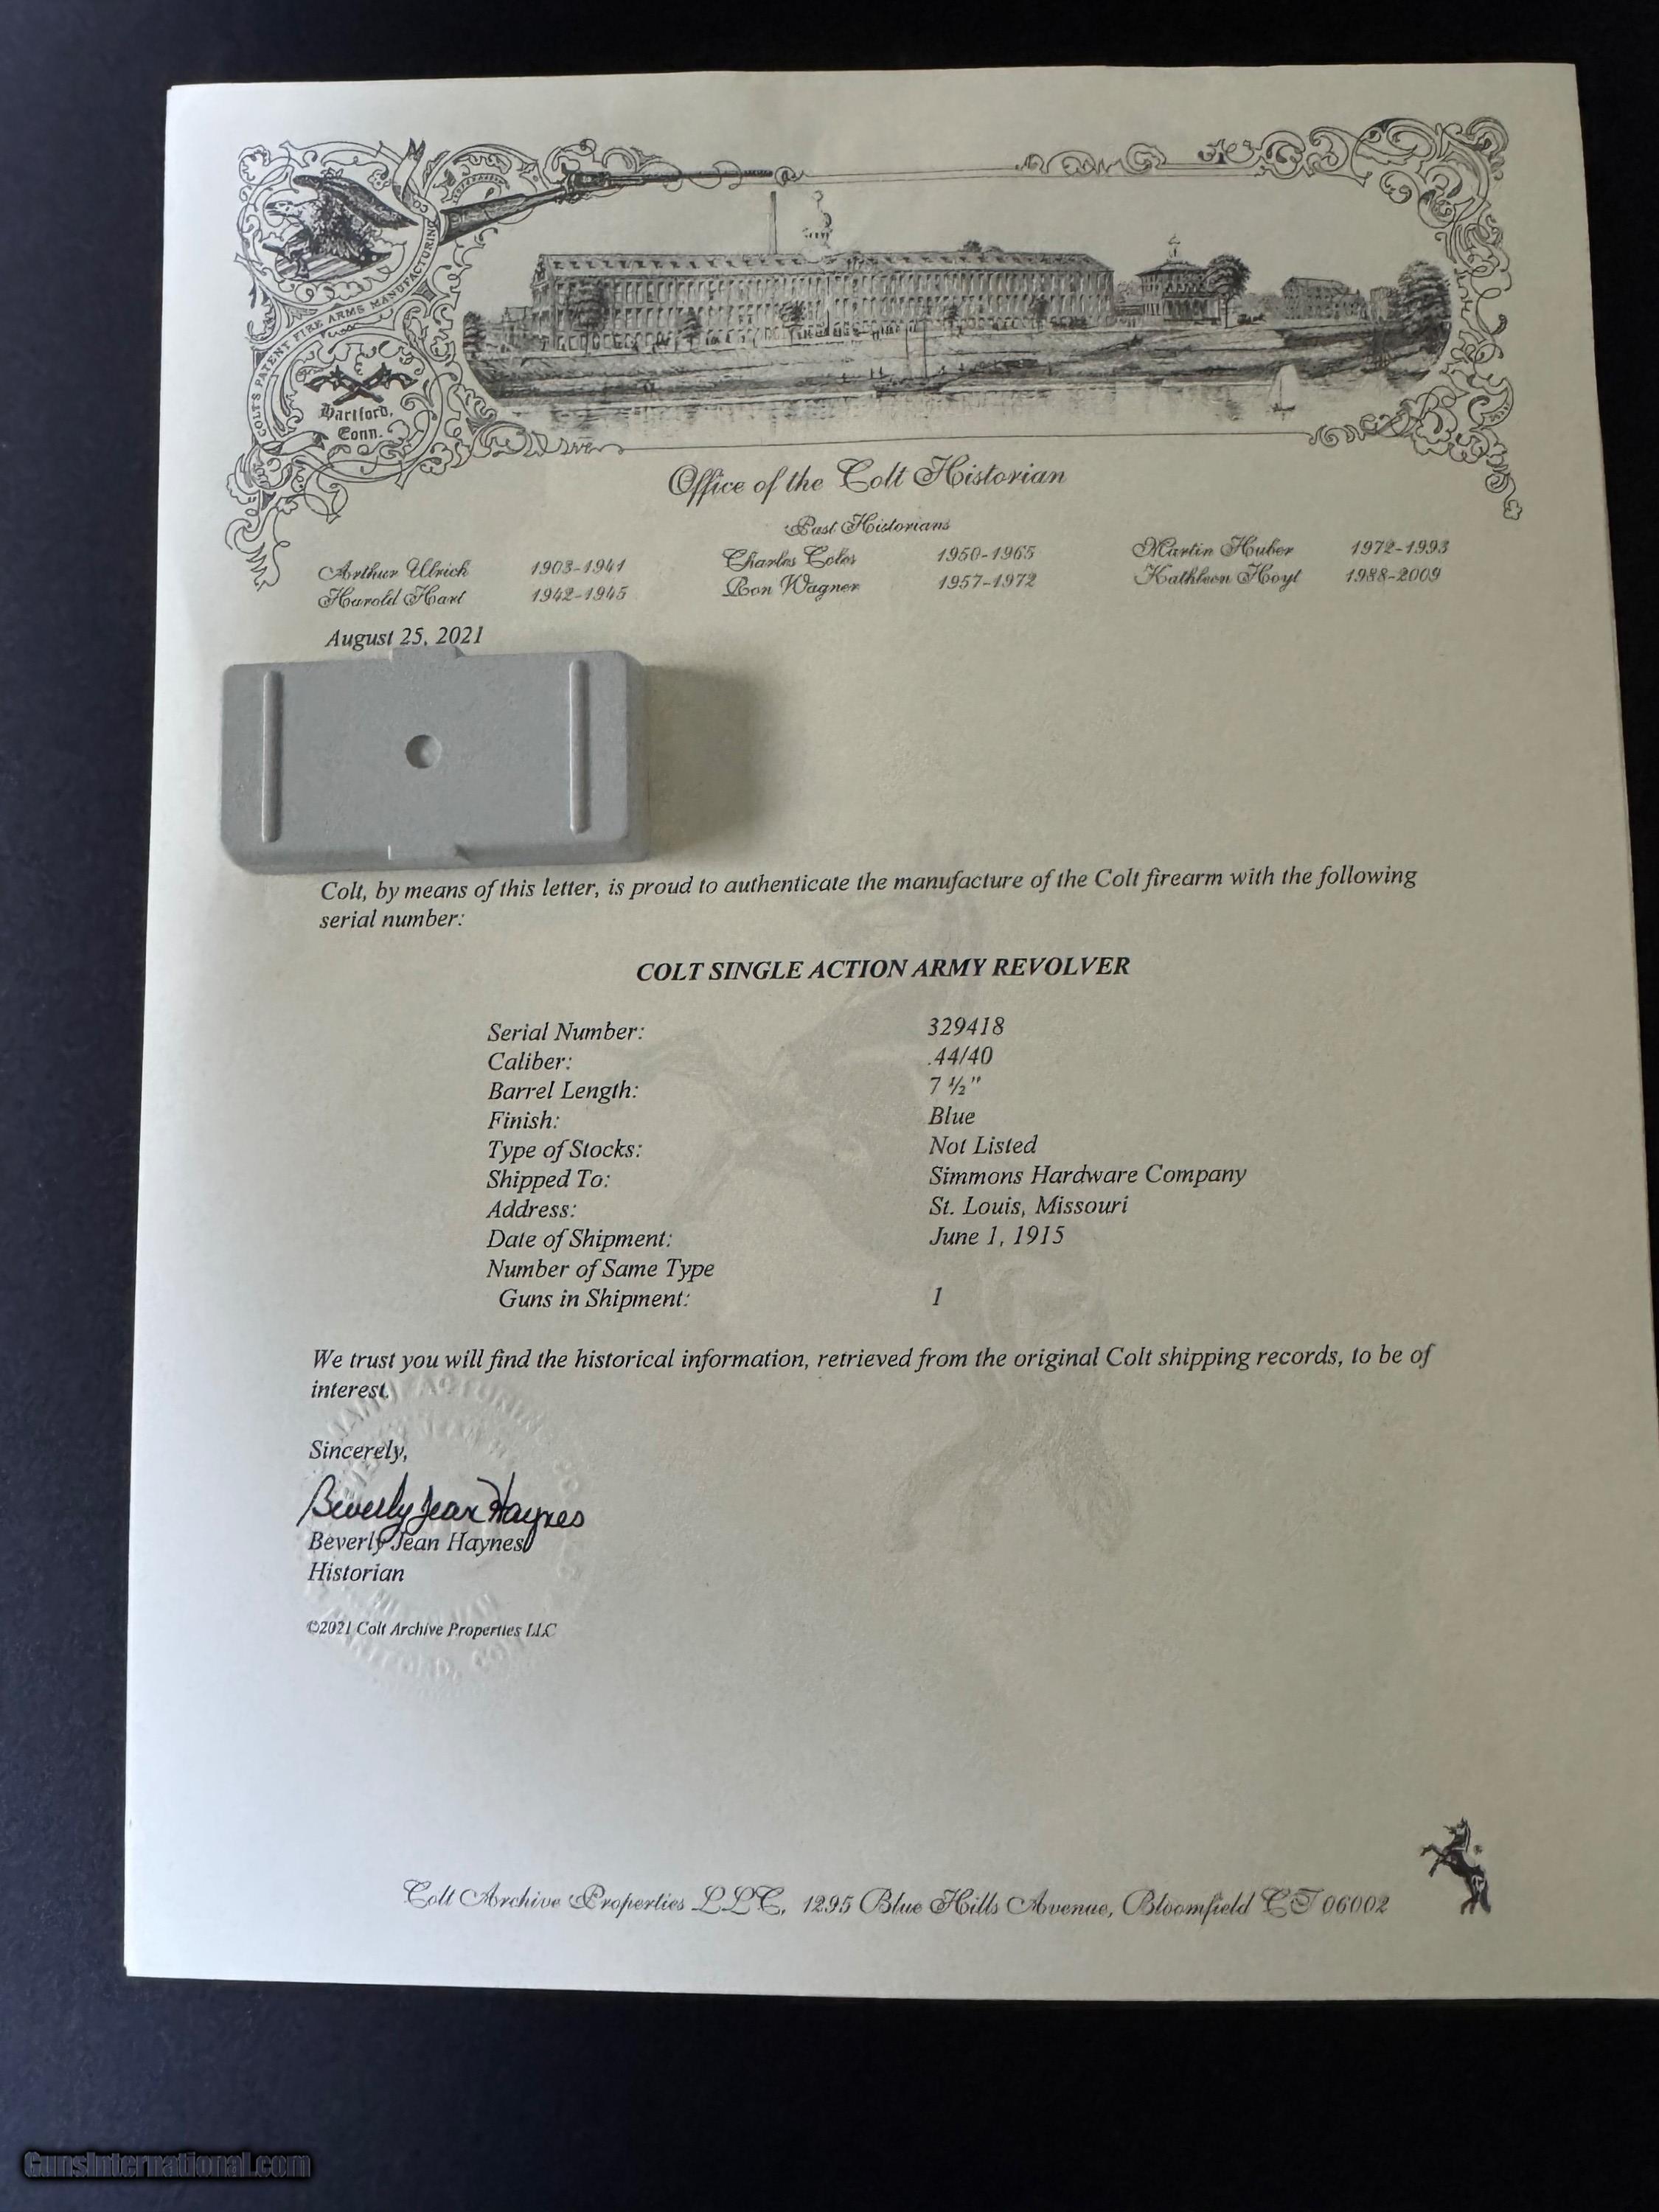 COLT'S PATENT FIRE ARMS MANUFACTURING
Hartford,
Conn.
Office of the Colt Historian
Past Historians
Arthur Ulrich 1903-1941 Charles Coles 1950-1965 Martin Huber 1972-1993
Harold Hart 1942-1945 Ron Wagner 1957-1972 Kathleen Hoyt 1988-2009
August 25, 2021
Colt, by means of this letter, is proud to authenticate the manufacture of the Colt firearm with the following
serial number:
COLT SINGLE ACTION ARMY REVOLVER
Serial Number: 329418
Caliber: .44/40
Barrel Length: 7 ½"
Finish: Blue
Type of Stocks: Not Listed
Shipped To: Simmons Hardware Company
Address: St. Louis, Missouri
Date of Shipment: June 1, 1915
Number of Same Type
Guns in Shipment: 1
We trust you will find the historical information, retrieved from the original Colt shipping records, to be of
interest.
Sincerely,
Beverly Jean Haynes
Beverly Jean Haynes
Historian
©2021 Colt Archive Properties LLC
Colt Archive Properties LLC, 1295 Blue Hills Avenue, Bloomfield CT 06002
GunsInternational.com